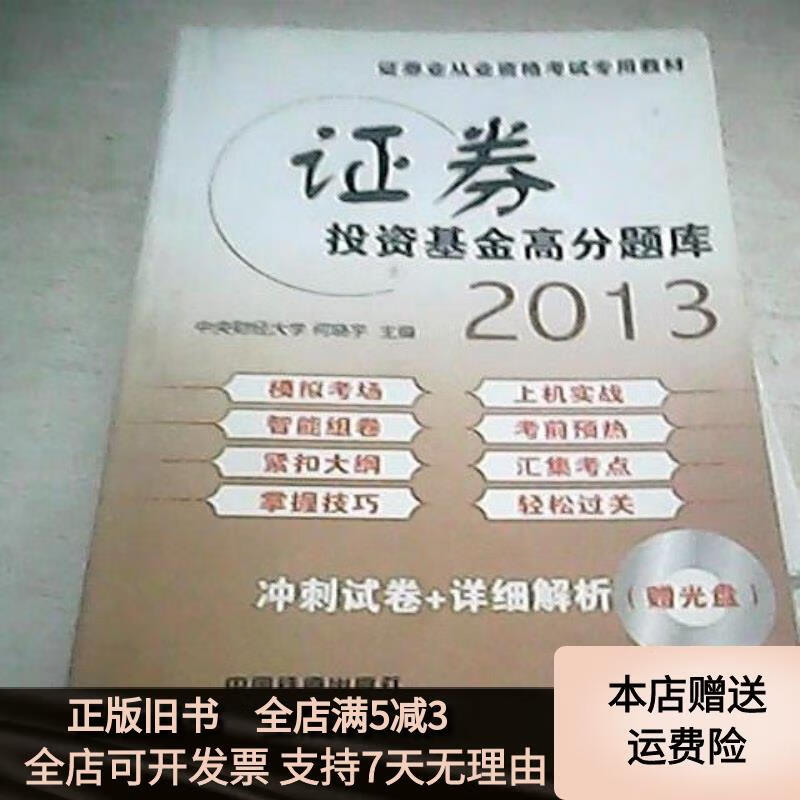 证券业从业资格考试专用教材
证券
投资基金高分题库
2013
中央财经大学 何晓宇 主编
模拟考场
上机实战
智能组卷
考前预热
紧扣大纲
汇集考点
掌握技巧
轻松过关
冲刺试卷+详细解析(赠光盘)
正版旧书 全店满5减3
全店可开发票 支持7天无理由
本店赠送
运费险